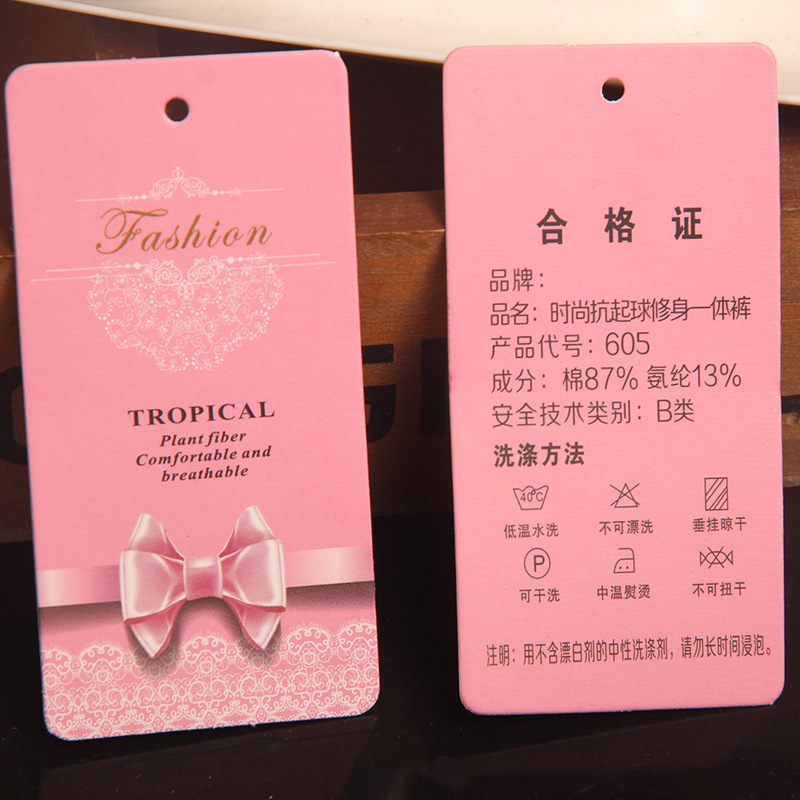 Fashion
TROPICAL
Plant fiber
Comfortable and
breathable
合格证
品牌：
品名：时尚抗起球修身一体裤
产品代号：605
成分：棉87% 氨纶13%
安全技术类别：B类
洗涤方法
40℃
低温水洗 不可漂洗 垂挂晾干
P
可干洗 中温熨烫 不可扭干
注明：用不含漂白剂的中性洗涤剂，请勿长时间浸泡。